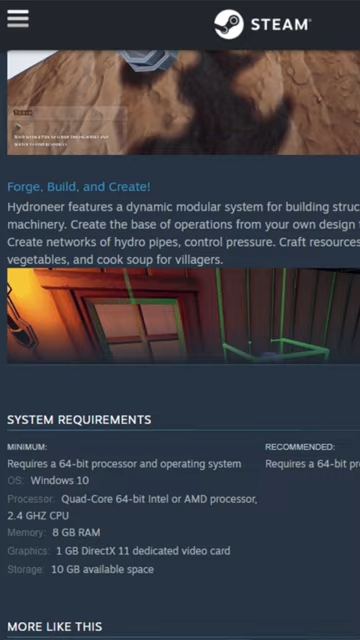 STEAM
Forge, Build, and Create!
Hydroneer features a dynamic modular system for building struc
machinery. Create the base of operations from your own design
Create networks of hydro pipes, control pressure. Craft resources
vegetables, and cook soup for villagers.
SYSTEM REQUIREMENTS
MINIMUM:
RECOMMENDED:
Requires a 64-bit processor and operating system
Requires a 64-bit pr
OS: Windows 10
Processor: Quad-Core 64-bit Intel or AMD processor,
2.4 GHZ CPU
Memory: 8 GB RAM
Graphics: 1 GB DirectX 11 dedicated video card
Storage: 10 GB available space
MORE LIKE THIS